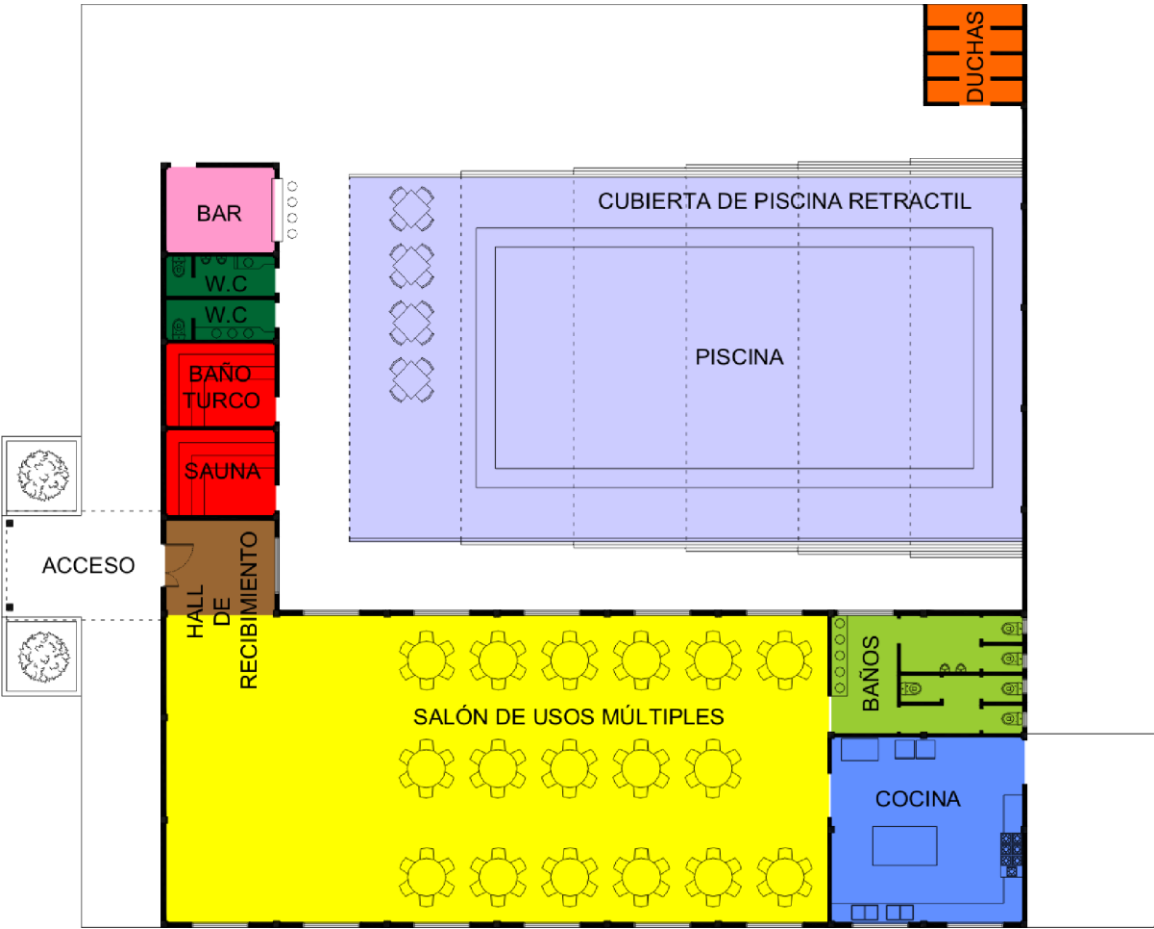 DUCHAS
CUBIERTA DE PISCINA RETRACTIL
BAR
W.C
W.C
PISCINA
BAÑO
TURCO
SAUNA
ACCESO
HALL
DE
RECIBIMIENTO
BAÑOS
SALÓN DE USOS MÚLTIPLES
COCINA